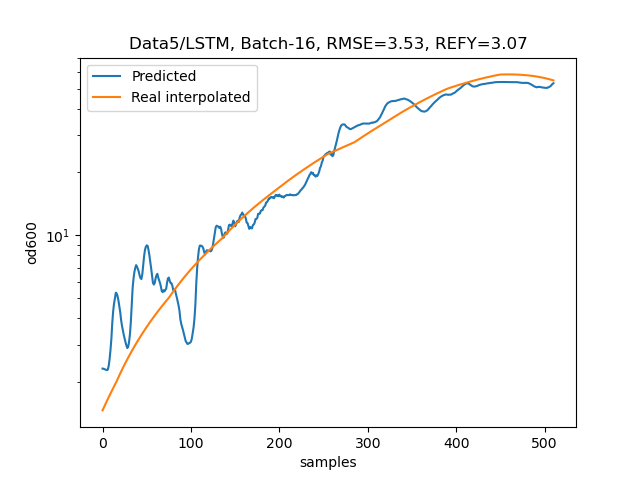 Data5/LSTM, Batch-16, RMSE=3.53, REFY=3.07
Predicted
Real interpolated
10¹
od600
0 100 200 300 400 500
samples